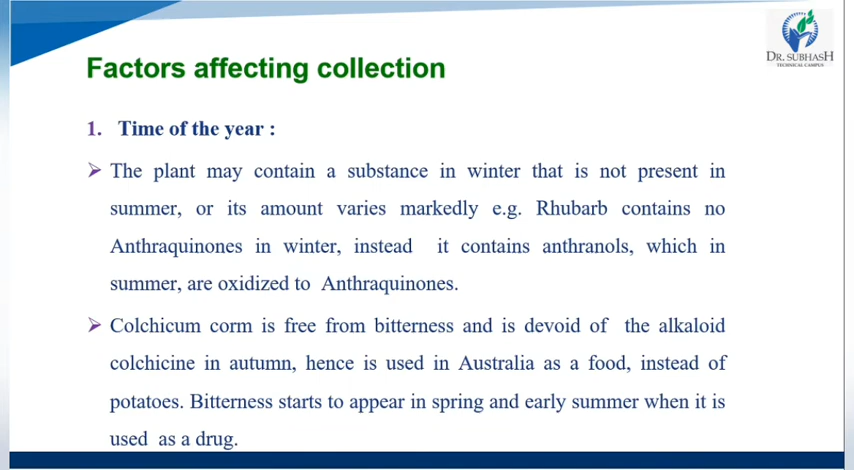 DR. SUBHASH
TECHNICAL CAMPUS
Factors affecting collection
1. Time of the year :
➢ The plant may contain a substance in winter that is not present in
summer, or its amount varies markedly e.g. Rhubarb contains no
Anthraquinones in winter, instead it contains anthranols, which in
summer, are oxidized to Anthraquinones.
➢ Colchicum corm is free from bitterness and is devoid of the alkaloid
colchicine in autumn, hence is used in Australia as a food, instead of
potatoes. Bitterness starts to appear in spring and early summer when it is
used as a drug.